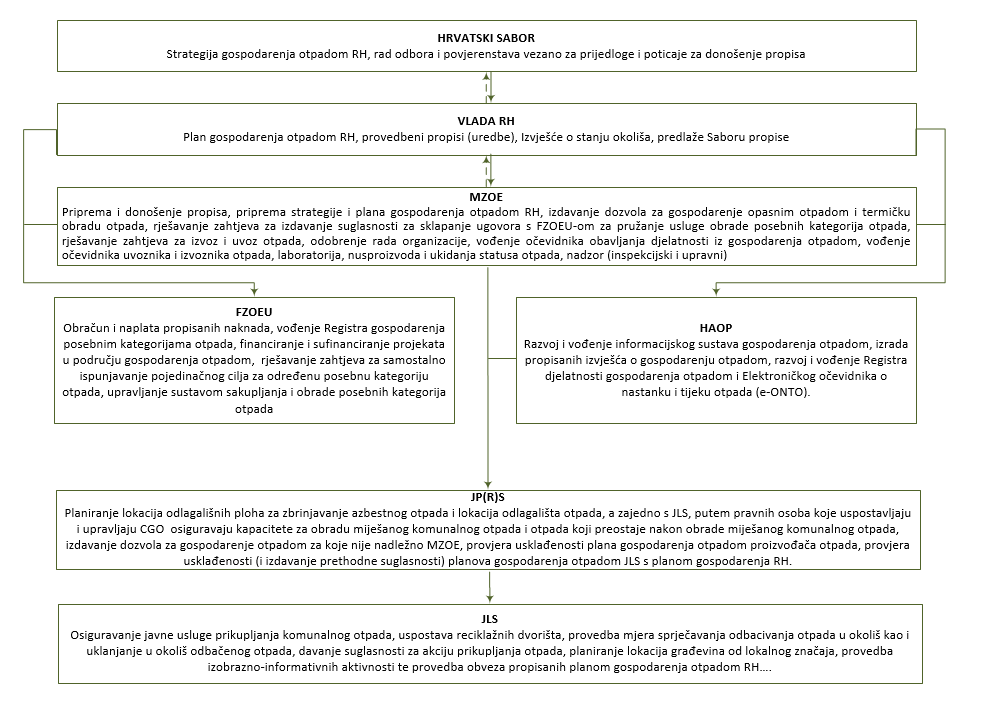 HRVATSKI SABOR
Strategija gospodarenja otpadom RH, rad odbora i povjerenstava vezano za prijedloge i poticaje za donošenje propisa
VLADA RH
Plan gospodarenja otpadom RH, provedbeni propisi (uredbe), Izvješće o stanju okoliša, predlaže Saboru propise
MZOE
Priprema i donošenje propisa, priprema strategije i plana gospodarenja otpadom RH, izdavanje dozvola za gospodarenje opasnim otpadom i termičku
obradu otpada, rješavanje zahtjeva za izdavanje suglasnosti za sklapanje ugovora s FZOEU-om za pružanje usluge obrade posebnih kategorija otpada,
rješavanje zahtjeva za izvoz i uvoz otpada, odobrenje rada organizacije, vođenje očevidnika obavljanja djelatnosti iz gospodarenja otpadom, vođenje
očevidnika uvoznika i izvoznika otpada, laboratorija, nusproizvoda i ukidanja statusa otpada, nadzor (inspekcijski i upravni)
FZOEU
Obračun i naplata propisanih naknada, vođenje Registra gospodarenja
posebnim kategorijama otpada, financiranje i sufinanciranje projekata
u području gospodarenja otpadom, rješavanje zahtjeva za samostalno
ispunjavanje pojedinačnog cilja za određenu posebnu kategoriju
otpada, upravljanje sustavom sakupljanja i obrade posebnih kategorija
otpada
HAOP
Razvoj i vođenje informacijskog sustava gospodarenja otpadom, izrada
propisanih izvješća o gospodarenju otpadom, razvoj i vođenje Registra
djelatnosti gospodarenja otpadom i Elektroničkog očevidnika o
nastanku i tijeku otpada (e-ONTO).
JP(R)S
Planiranje lokacija odlagališnih ploha za zbrinjavanje azbestnog otpada i lokacija odlagališta otpada, a zajedno s JLS, putem pravnih osoba koje uspostavljaju
i upravljaju CGO osiguravaju kapacitete za obradu miješanog komunalnog otpada i otpada koji preostaje nakon obrade miješanog komunalnog otpada,
izdavanje dozvola za gospodarenje otpadom za koje nije nadležno MZOE, provjera usklađenosti plana gospodarenja otpadom proizvođača otpada, provjera
usklađenosti (i izdavanje prethodne suglasnosti) planova gospodarenja otpadom JLS s planom gospodarenja RH.
JLS
Osiguravanje javne usluge prikupljanja komunalnog otpada, uspostava reciklažnih dvorišta, provedba mjera sprječavanja odbacivanja otpada u okoliš kao i
uklanjanje u okoliš odbačenog otpada, davanje suglasnosti za akciju prikupljanja otpada, planiranje lokacija građevina od lokalnog značaja, provedba
izobrazno-informativnih aktivnosti te provedba obveza propisanih planom gospodarenja otpadom RH....